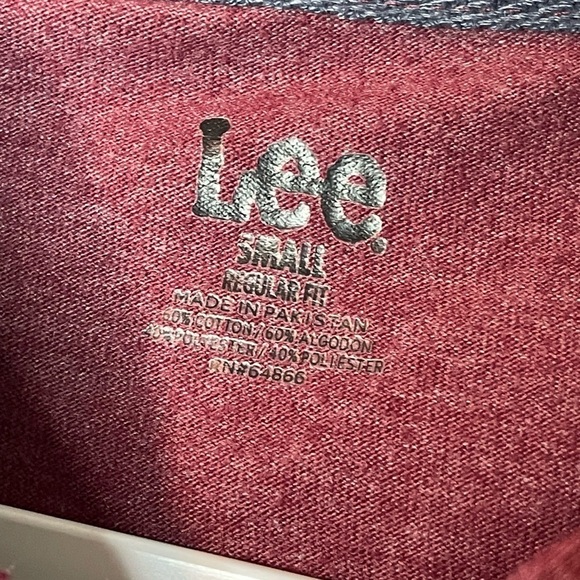 Lee.
SMALL
REGULAR FIT
MADE IN PAKISTAN
60% COTTON / 60% ALGODON
40% POLYESTER / 40% POLIESTER
RN#64866